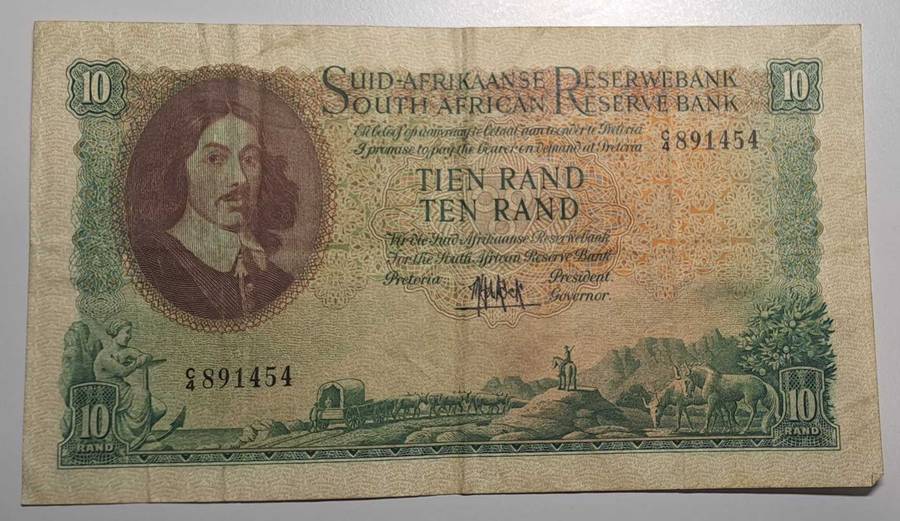 10
SUID-AFRIKAANSE RESERWEBANK
10
SOUTH AFRICAN RESERVE BANK
Ek beloof op aanvraag te betaal aan toonder te Pretoria
I promise to pay the bearer on demand at Pretoria
C/4 891454
TIEN RAND
TEN RAND
Vir die Suid-Afrikaanse Reserwebank
For the South African Reserve Bank
Pretoria
President
Governor
C/4 891454
10
RAND
10
RAND